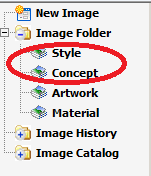 New Image
Image Folder
Style
Concept
Artwork
Material
Image History
Image Catalog